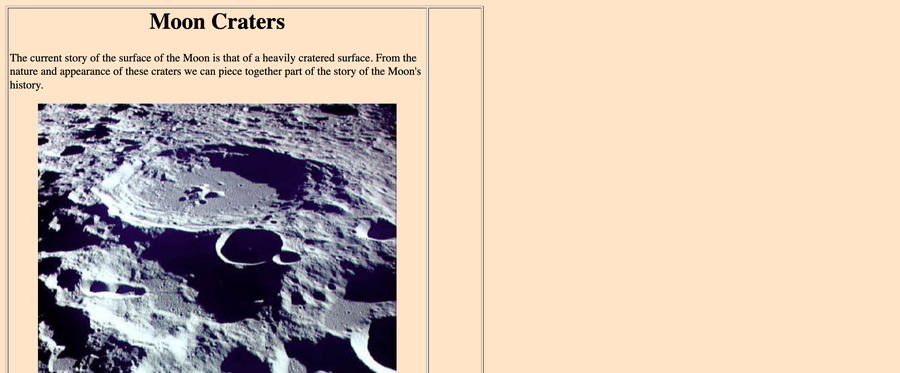 Moon Craters
The current story of the surface of the Moon is that of a heavily cratered surface. From the
nature and appearance of these craters we can piece together part of the story of the Moon's
history.